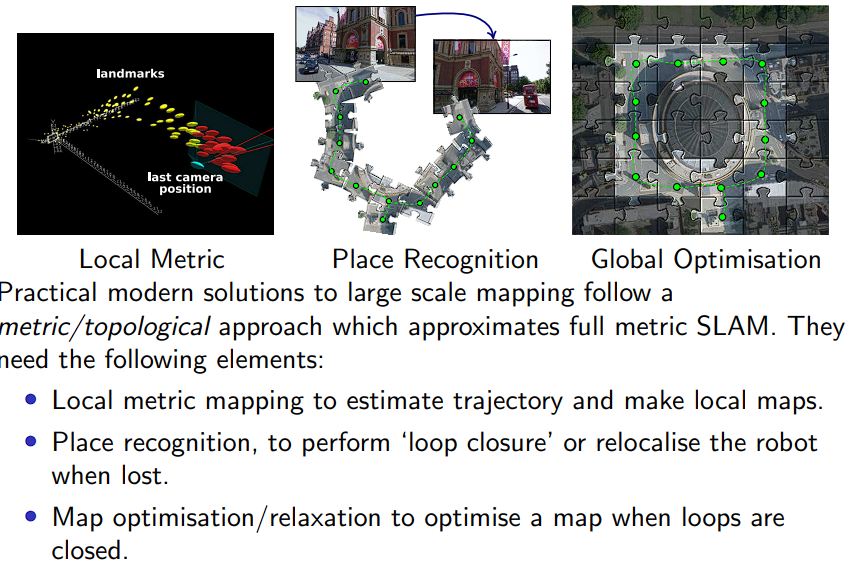 landmarks
last camera
position
Local Metric
Place Recognition
Global Optimisation
Practical modern solutions to large scale mapping follow a
metric/topological approach which approximates full metric SLAM. They
need the following elements:
• Local metric mapping to estimate trajectory and make local maps.
• Place recognition, to perform ‘loop closure’ or relocalise the robot
when lost.
• Map optimisation/relaxation to optimise a map when loops are
closed.